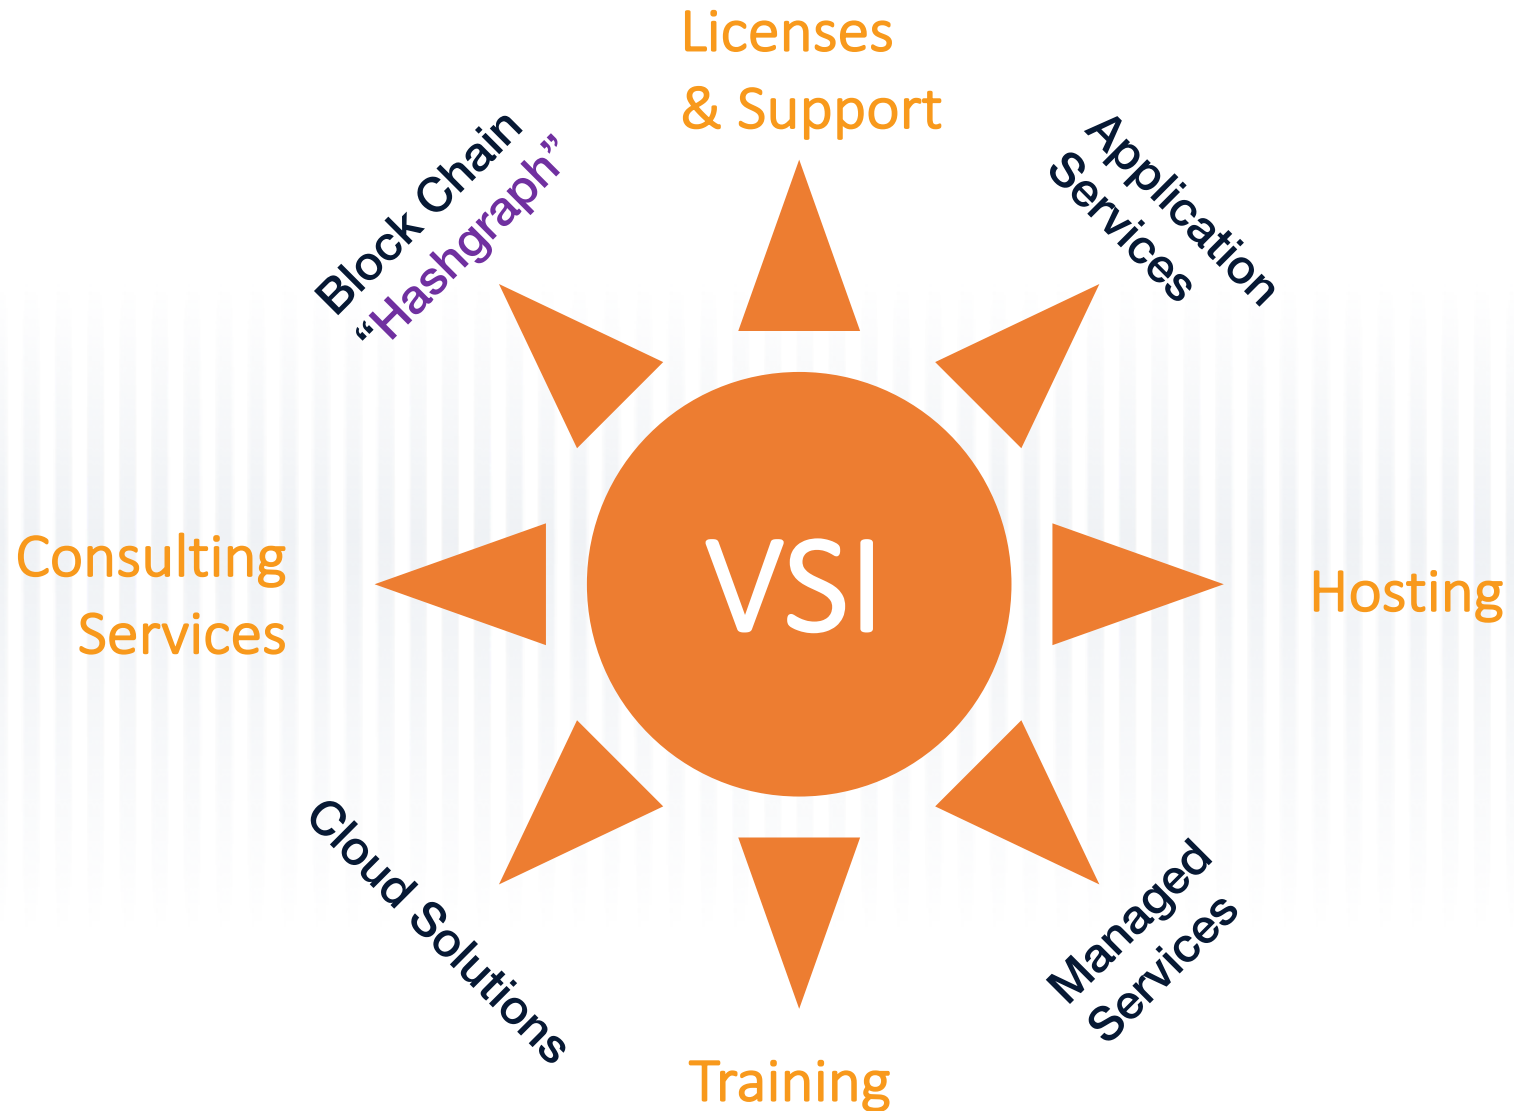 Licenses
& Support
Block Chain
“Hashgraph”
Application
Services
Consulting
Services
VSI
Hosting
Cloud Solutions
Managed
Services
Training